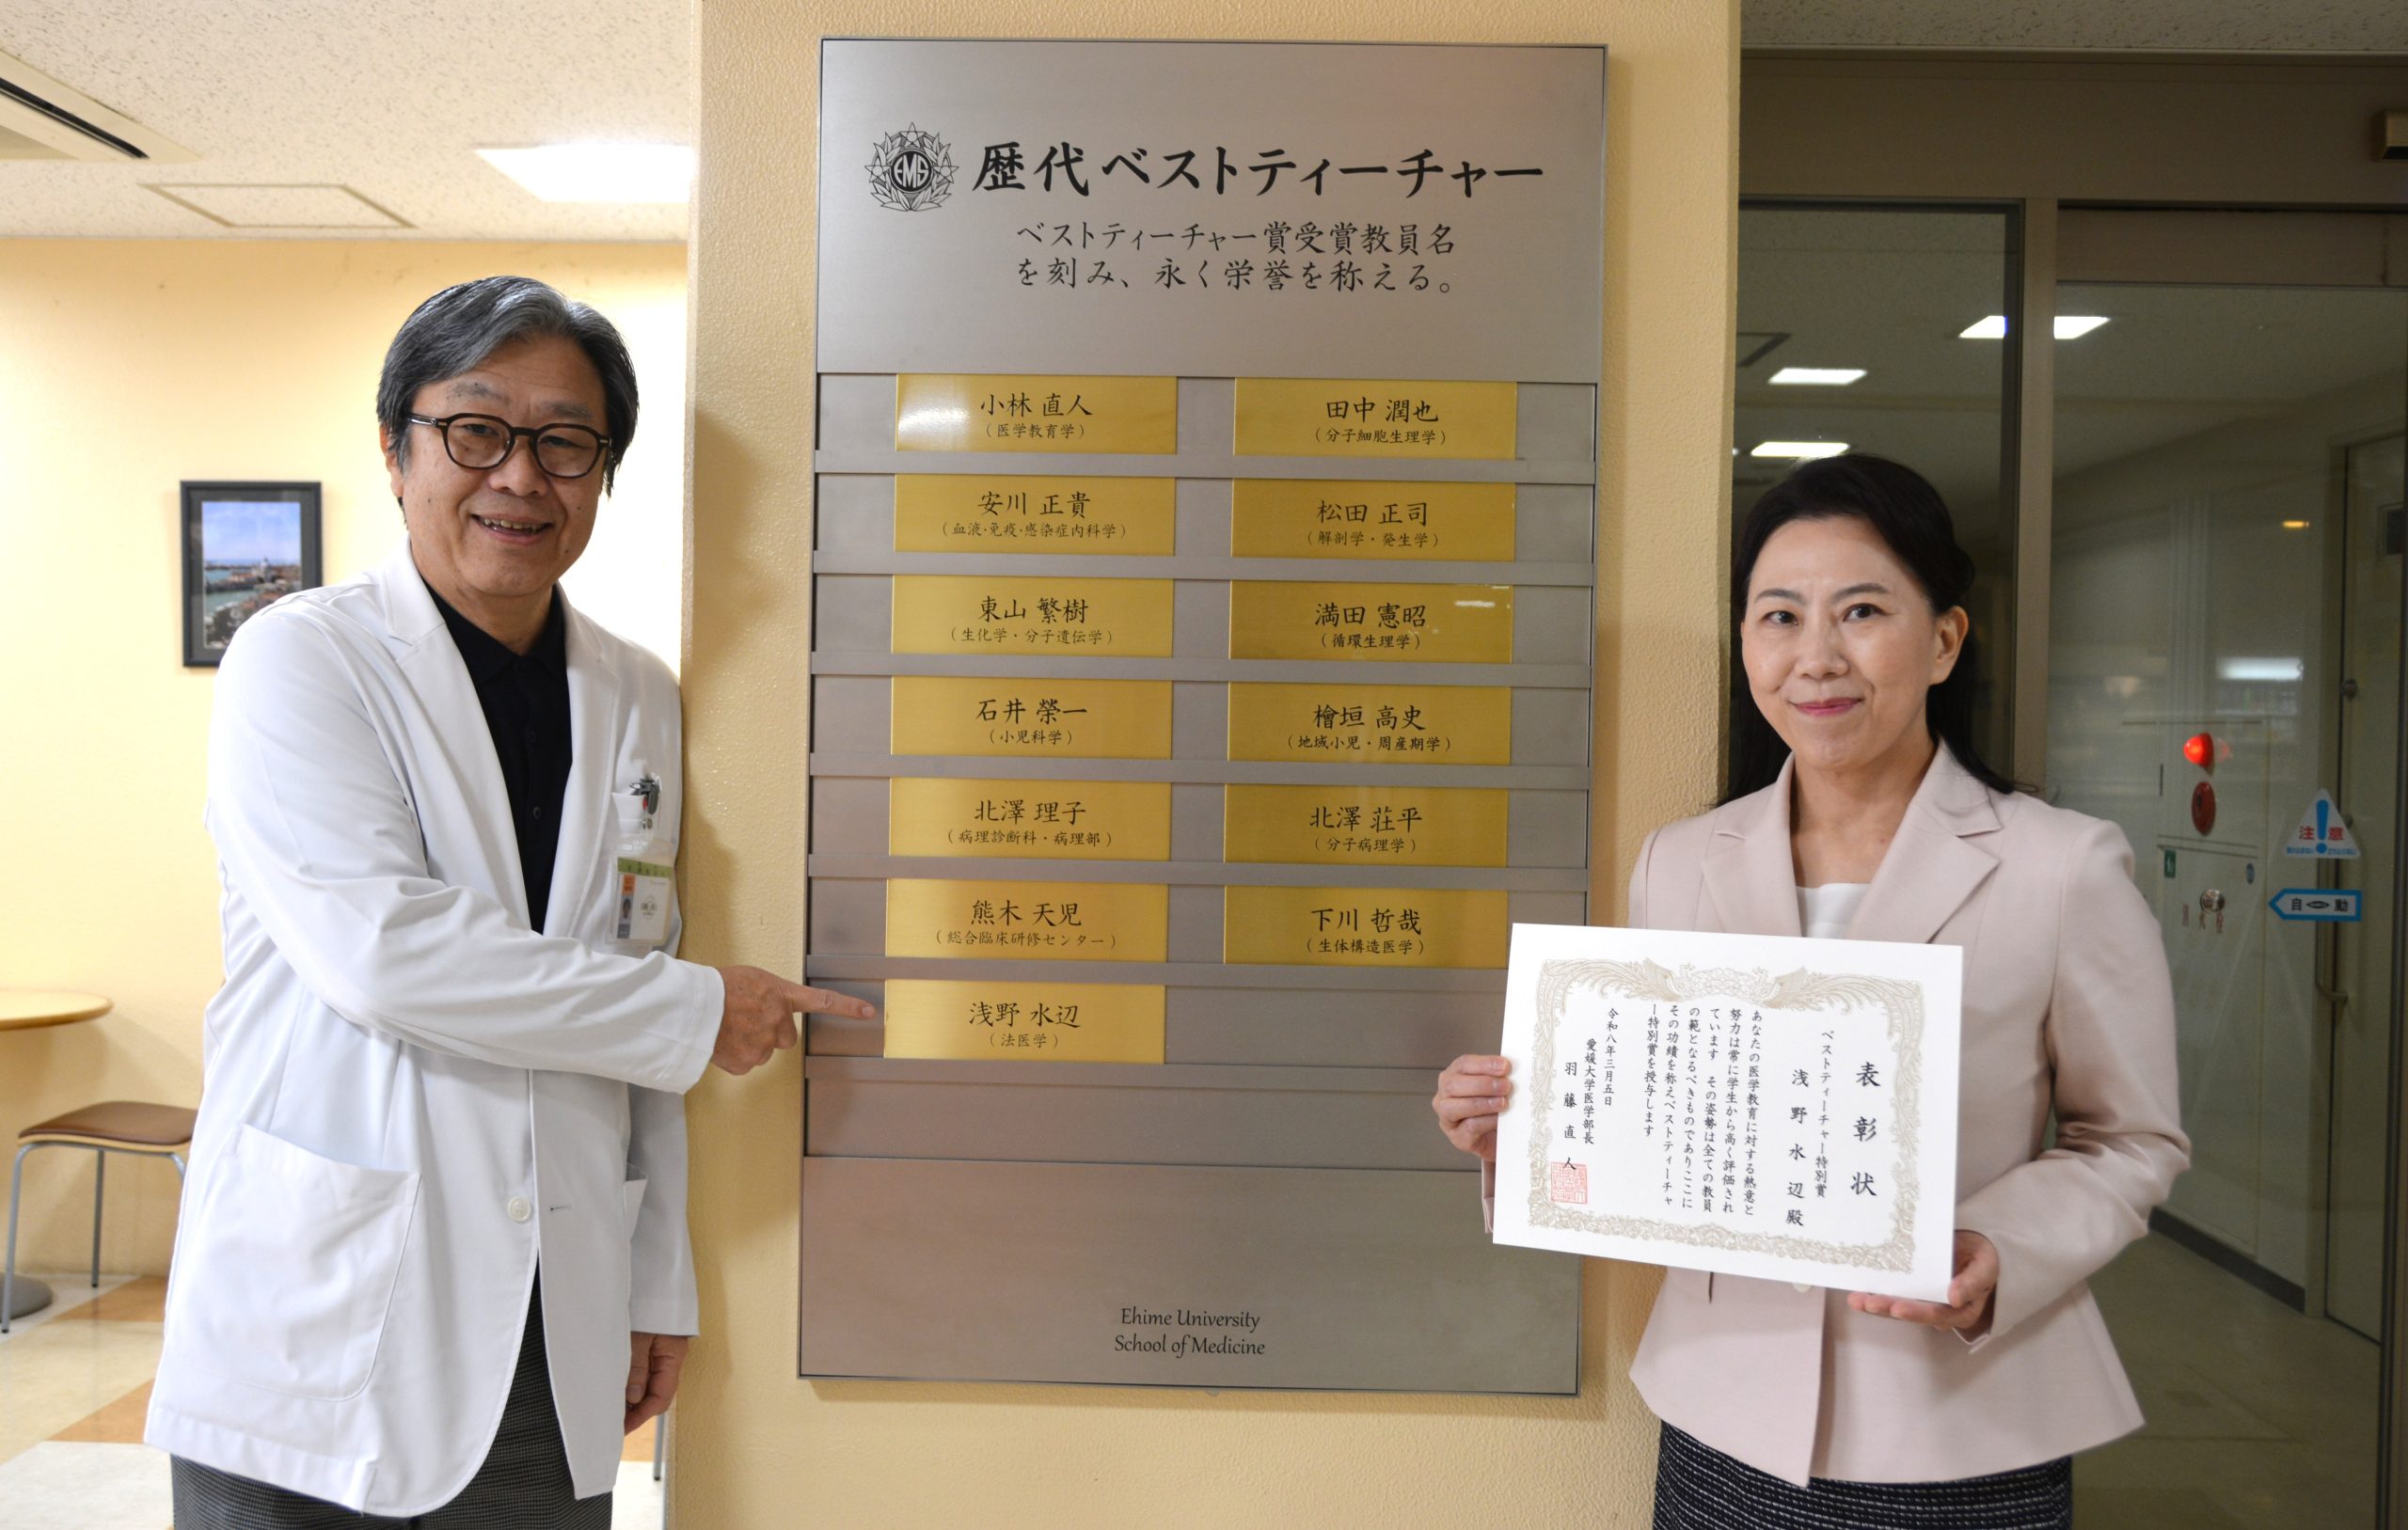 EMS
歴代ベストティーチャー
ベストティーチャー賞受賞教員名
を刻み、永く栄誉を称える。
小林 直人
(医学教育学)
田中 潤也
(分子細胞生理学)
安川 正貴
(血液・免疫・感染症内科学)
松田 正司
(解剖学・発生学)
東山 繁樹
(生化学・分子遺伝学)
満田 憲昭
(循環生理学)
石井 榮一
(小児科学)
檜垣 高史
(地域小児・周産期学)
北澤 理子
(病理診断科・病理部)
北澤 荘平
(分子病理学)
熊木 天児
(総合臨床研修センター)
下川 哲哉
(生体構造医学)
浅野 水辺
(法医学)
Ehime University
School of Medicine
表彰状
ベストティーチャー特別賞
浅野水辺殿
あなたの医学教育に対する熱意と
努力は常に学生から高く評価され
ています その姿勢は全ての教員
の範となるべきものでありここに
その功績を称えベストティーチャ
ー特別賞を授与します
令和八年三月五日
愛媛大学医学部長
羽藤直人
注意
自動